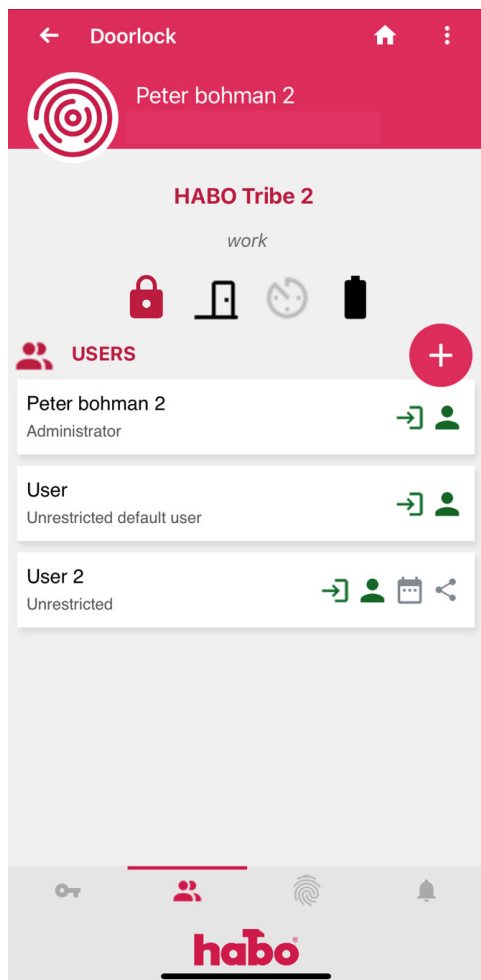 Doorlock
Peter bohman 2
HABO Tribe 2
work
USERS
Peter bohman 2
Administrator
User
Unrestricted default user
User 2
Unrestricted
habo